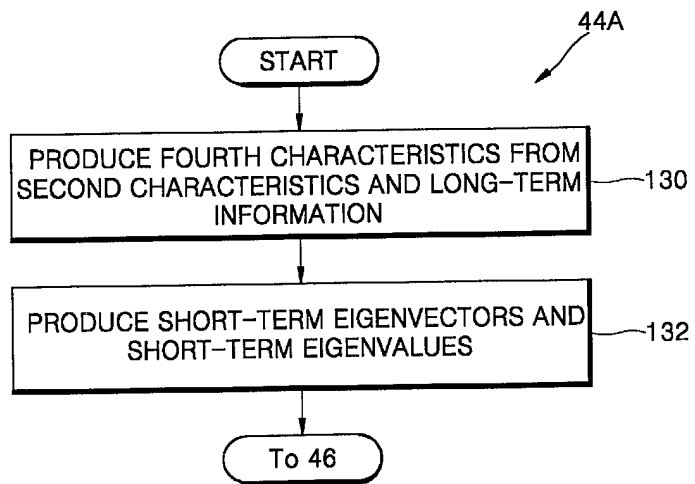 44A
START
PRODUCE FOURTH CHARACTERISTICS FROM
SECOND CHARACTERISTICS AND LONG-TERM
INFORMATION
130
PRODUCE SHORT-TERM EIGENVECTORS AND
SHORT-TERM EIGENVALUES
132
To 46